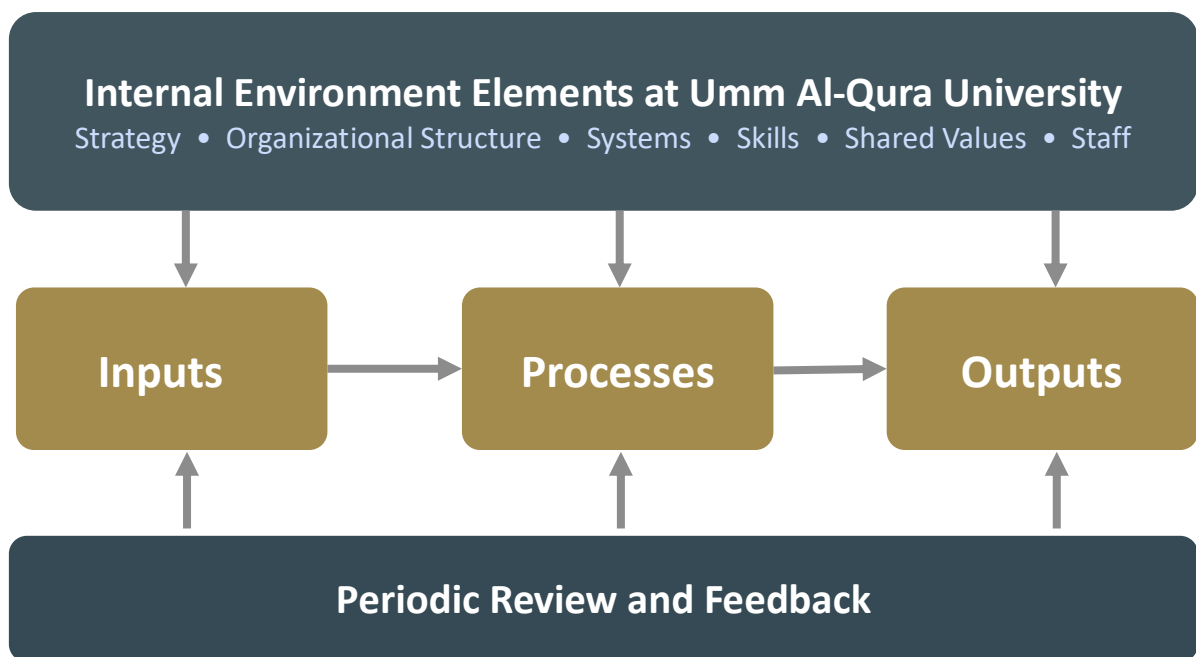 Internal Environment Elements at Umm Al-Qura University
Strategy • Organizational Structure • Systems • Skills • Shared Values • Staff
Inputs
Processes
Outputs
Periodic Review and Feedback